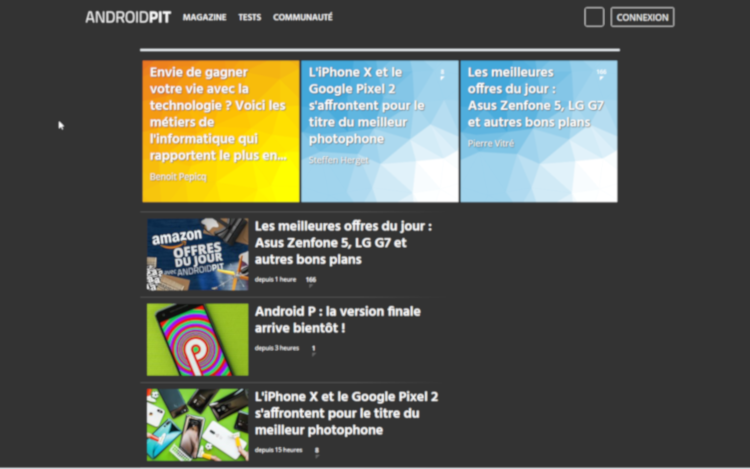 ANDROIDPIT MAGAZINE TESTS COMMUNAUTÉ CONNEXION
Envie de gagner
votre vie avec la
technologie ? Voici les
métiers de
l'informatique qui
rapportent le plus en...
Benoit Pepicq
L'iPhone X et le
Google Pixel 2
s'affrontent pour le
titre du meilleur
photophone
Steffen Herget
8
Les meilleures
offres du jour :
Asus Zenfone 5, LG G7
et autres bons plans
Pierre Vitré
166
amazon
OFFRES
DU JOUR
AVEC ANDROIDPIT
Les meilleures offres du jour :
Asus Zenfone 5, LG G7 et
autres bons plans
depuis 1 heure 166
Android P : la version finale
arrive bientôt !
depuis 3 heures 1
L'iPhone X et le Google Pixel 2
s'affrontent pour le titre du
meilleur photophone
depuis 15 heures 8